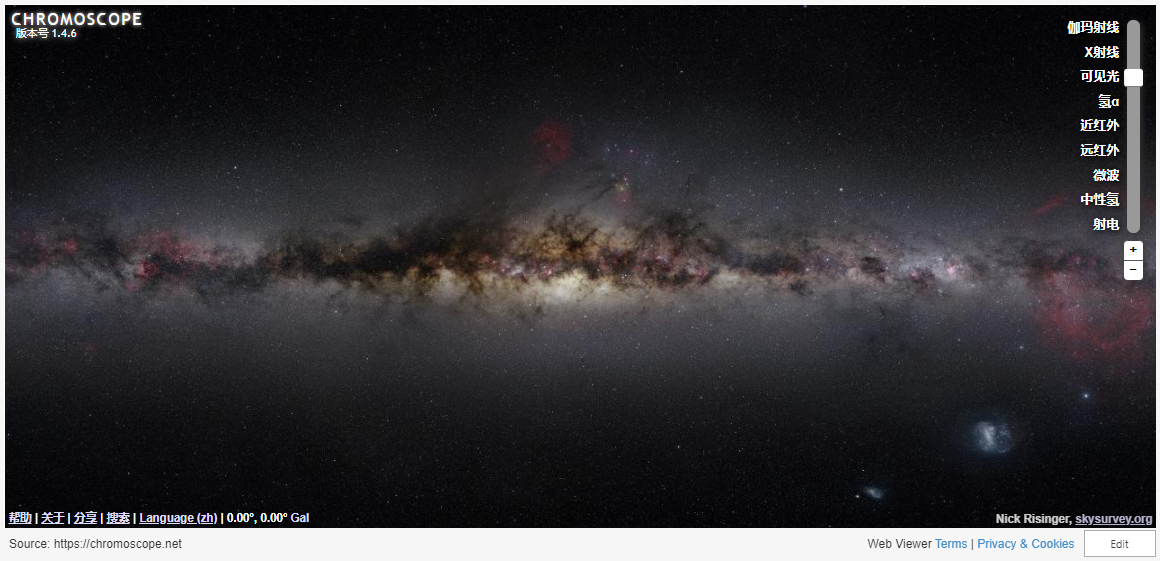 CHROMOSCOPE
版本号 1.4.6
伽玛射线
X射线
可见光
氢α
近红外
远红外
微波
中性氢
射电
+
−
帮助 | 关于 | 分享 | 搜索 | Language (zh) | 0.00°, 0.00° Gal
Nick Risinger, skysurvey.org
Source: https://chromoscope.net
Web Viewer Terms | Privacy & Cookies
Edit